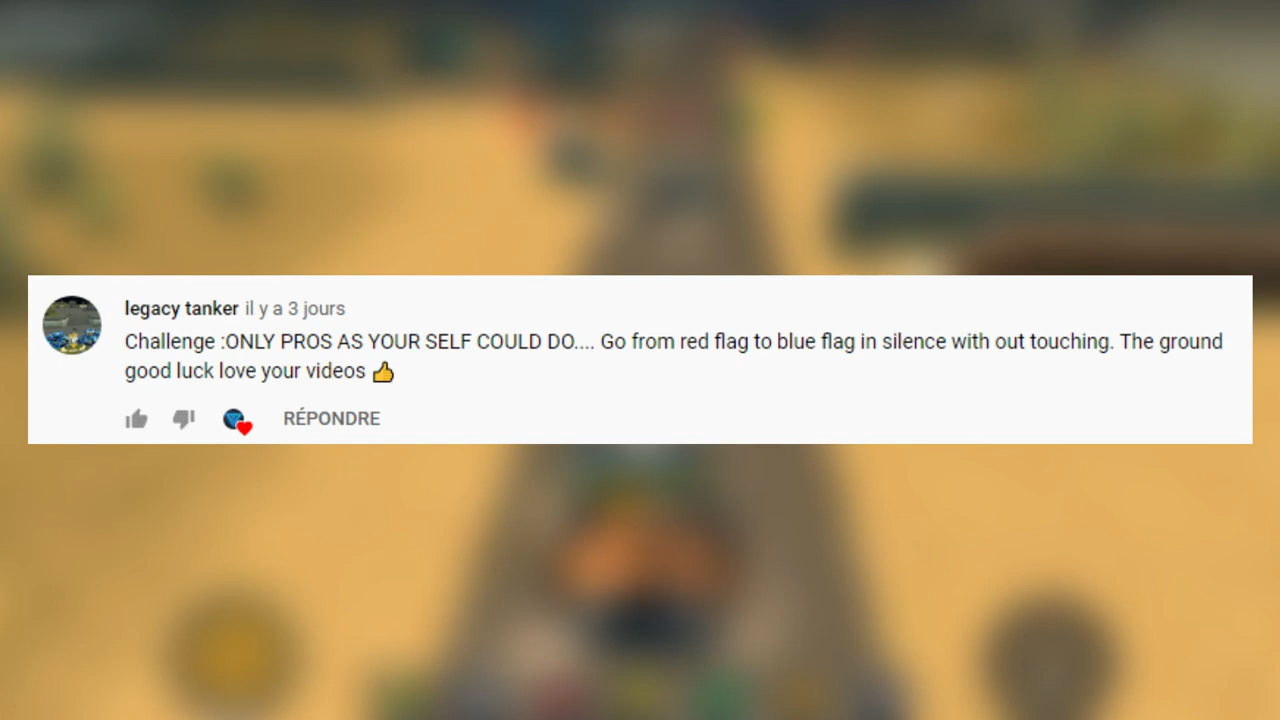 legacy tanker il y a 3 jours
Challenge :ONLY PROS AS YOUR SELF COULD DO.... Go from red flag to blue flag in silence with out touching. The ground
good luck love your videos 👍
RÉPONDRE